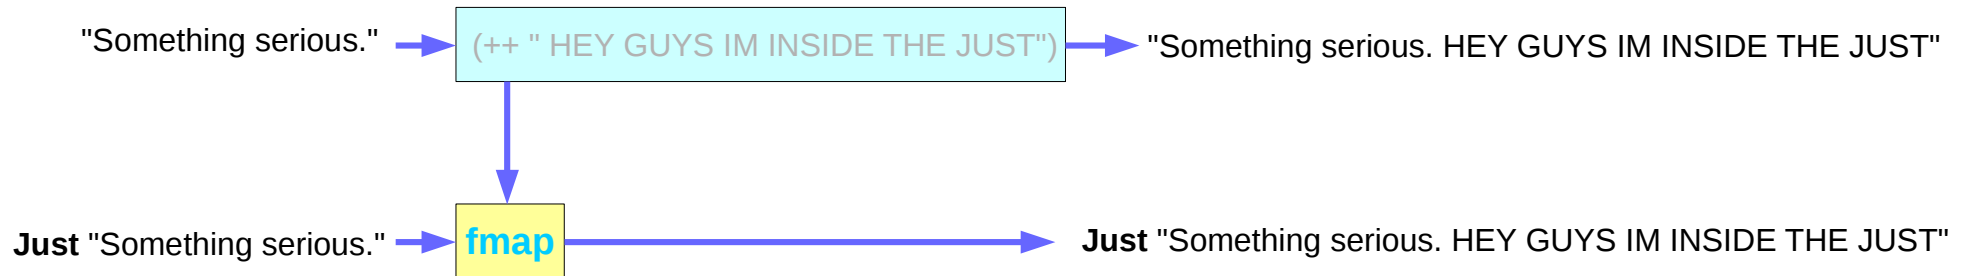 "Something serious." (++ " HEY GUYS IM INSIDE THE JUST") "Something serious. HEY GUYS IM INSIDE THE JUST"
Just "Something serious." fmap Just "Something serious. HEY GUYS IM INSIDE THE JUST"